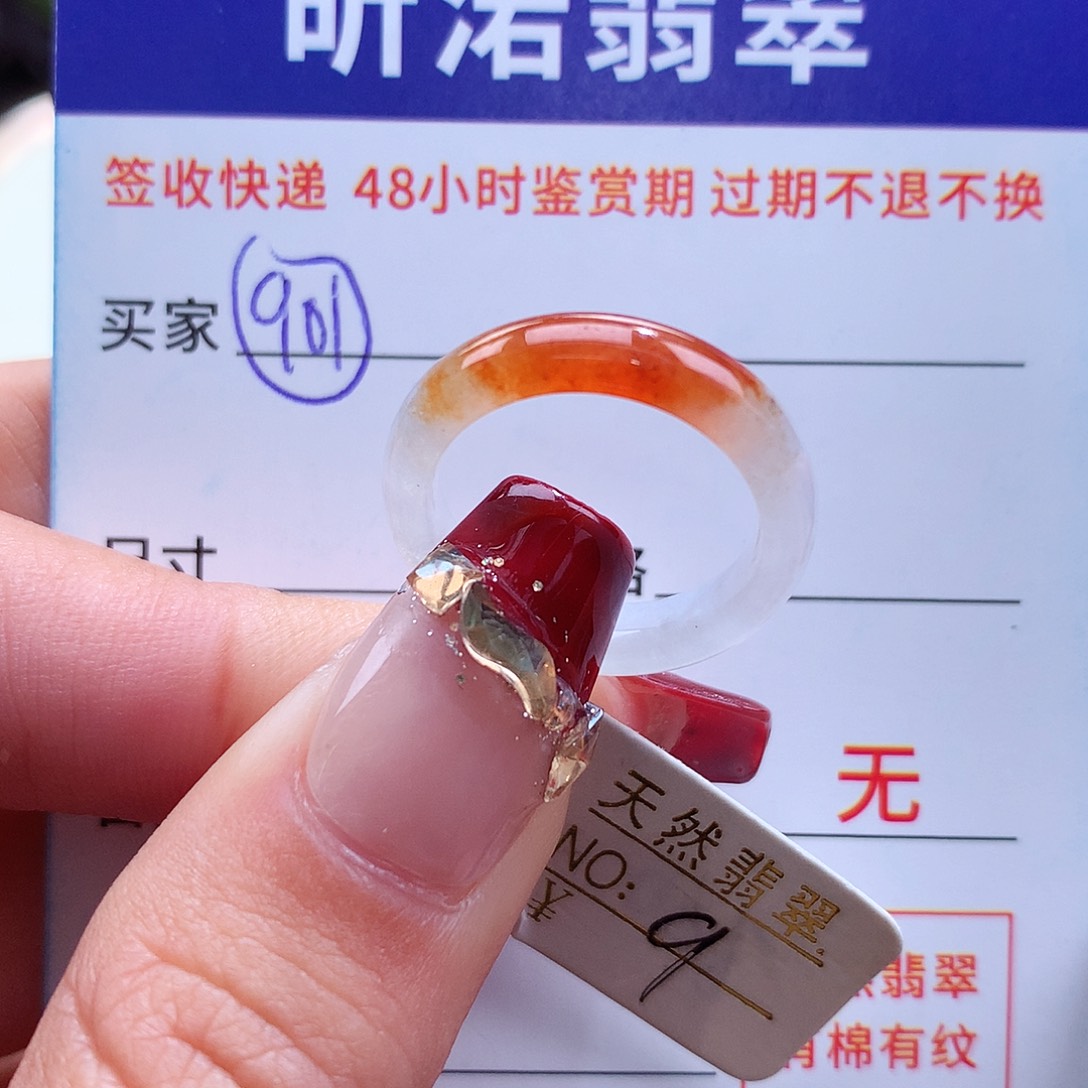 昕渃翡翠
签收快递 48小时鉴赏期 过期不退不换
买家 901
尺寸
无
天然翡翠
NO: 9
翡翠
有棉有纹